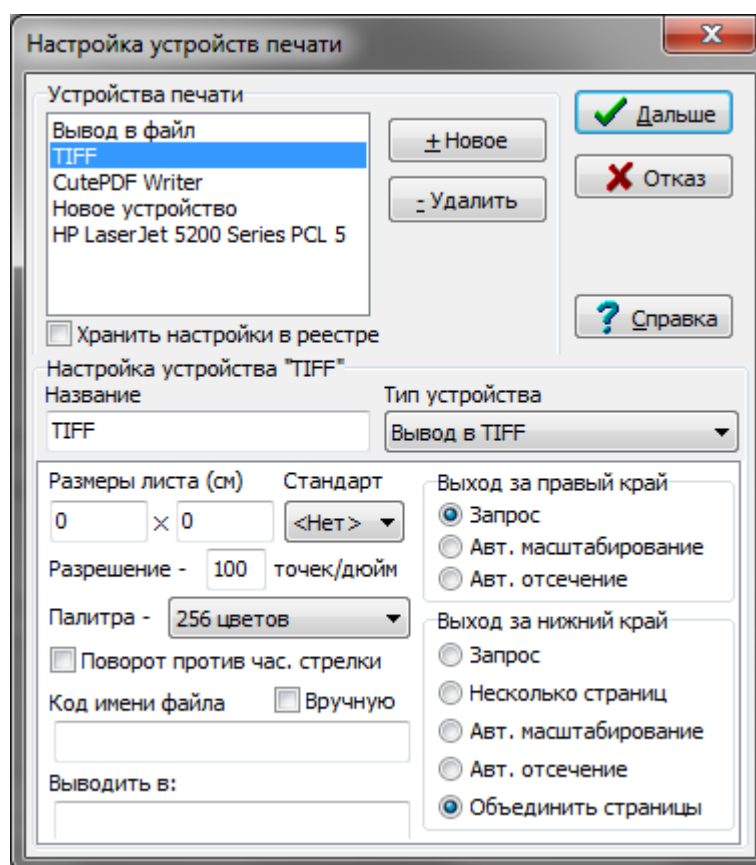 Настройка устройств печати
Устройства печати
Вывод в файл
TIFF
CutePDF Writer
Новое устройство
HP LaserJet 5200 Series PCL 5
+ Новое
- Удалить
Дальше
Отказ
? Справка
Хранить настройки в реестре
Настройка устройства "TIFF"
Название
Тип устройства
TIFF
Вывод в TIFF
Размеры листа (см)
Стандарт
0 × 0
<Нет>
Разрешение - 100 точек/дюйм
Палитра - 256 цветов
Поворот против час. стрелки
Код имени файла
Вручную
Выводить в:
Выход за правый край
Запрос
Авт. масштабирование
Авт. отсечение
Выход за нижний край
Запрос
Несколько страниц
Авт. масштабирование
Авт. отсечение
Объединить страницы